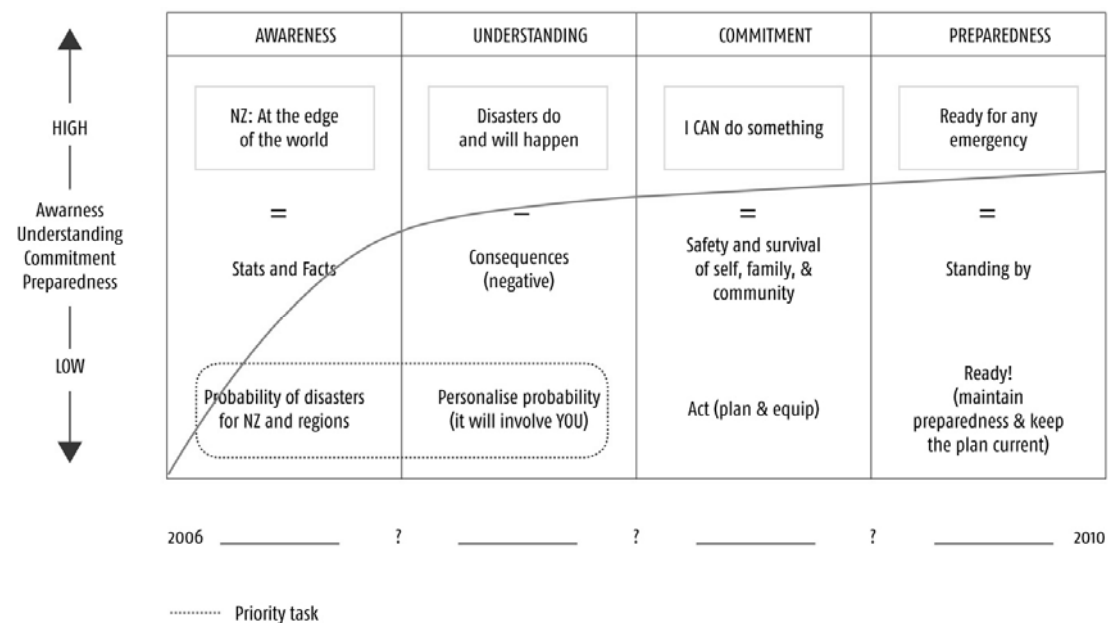 AWARENESS UNDERSTANDING COMMITMENT PREPAREDNESS
HIGH
Awarness
Understanding
Commitment
Preparedness
LOW
NZ: At the edge
of the world
=
Stats and Facts
Probability of disasters
for NZ and regions
Disasters do
and will happen
–
Consequences
(negative)
Personalise probability
(it will involve YOU)
I CAN do something
=
Safety and survival
of self, family, &
community
Act (plan & equip)
Ready for any
emergency
=
Standing by
Ready!
(maintain
preparedness & keep
the plan current)
2006 ? ? ? 2010
Priority task